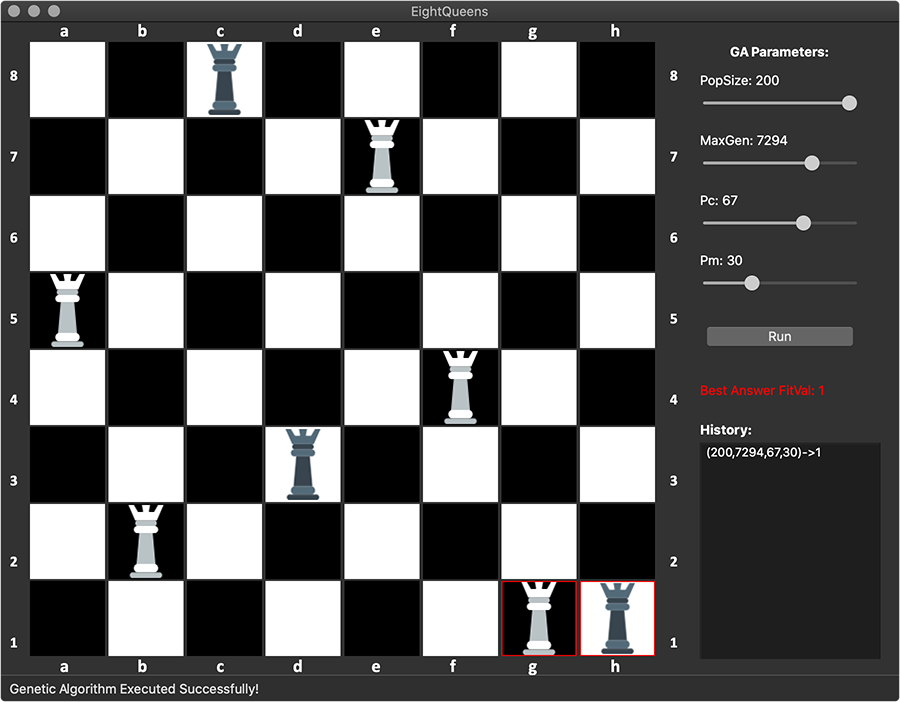 EightQueens
a b c d e f g h
8 8
7 7
6 6
5 5
4 4
3 3
2 2
1 1
a b c d e f g h
GA Parameters:
PopSize: 200
MaxGen: 7294
Pc: 67
Pm: 30
Run
Best Answer FitVal: 1
History:
(200,7294,67,30)->1
Genetic Algorithm Executed Successfully!